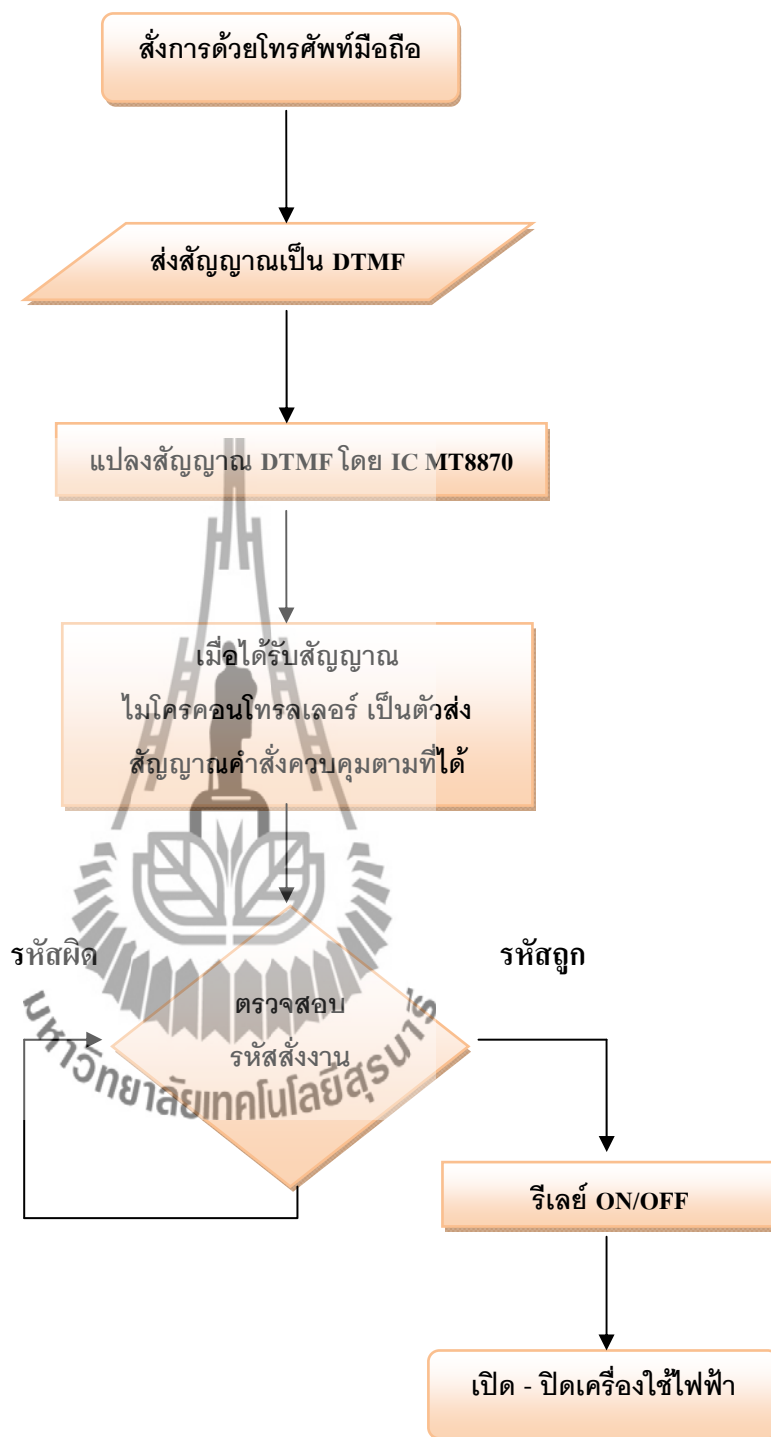 สั่งการด้วยโทรศัพท์มือถือ
ส่งสัญญาณเป็น DTMF
แปลงสัญญาณ DTMF โดย IC MT8870
เมื่อได้รับสัญญาณ
ไมโครคอนโทรลเลอร์ เป็นตัวส่ง
สัญญาณคำสั่งควบคุมตามที่ได้
รหัสผิด
รหัสถูก
ตรวจสอบ
รหัสสั่งงาน
มหาวิทยาลัยเทคโนโลยีสุรนารี
รีเลย์ ON/OFF
เปิด - ปิดเครื่องใช้ไฟฟ้า